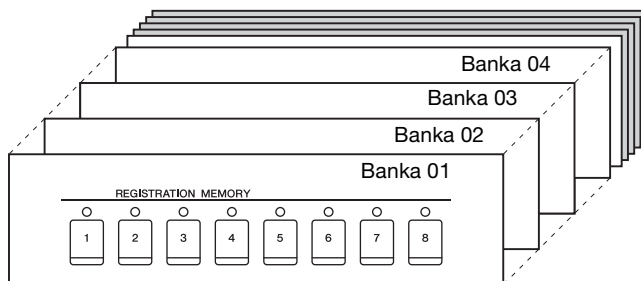 Banka 04
Banka 03
Banka 02
Banka 01
REGISTRATION MEMORY
1 2 3 4 5 6 7 8